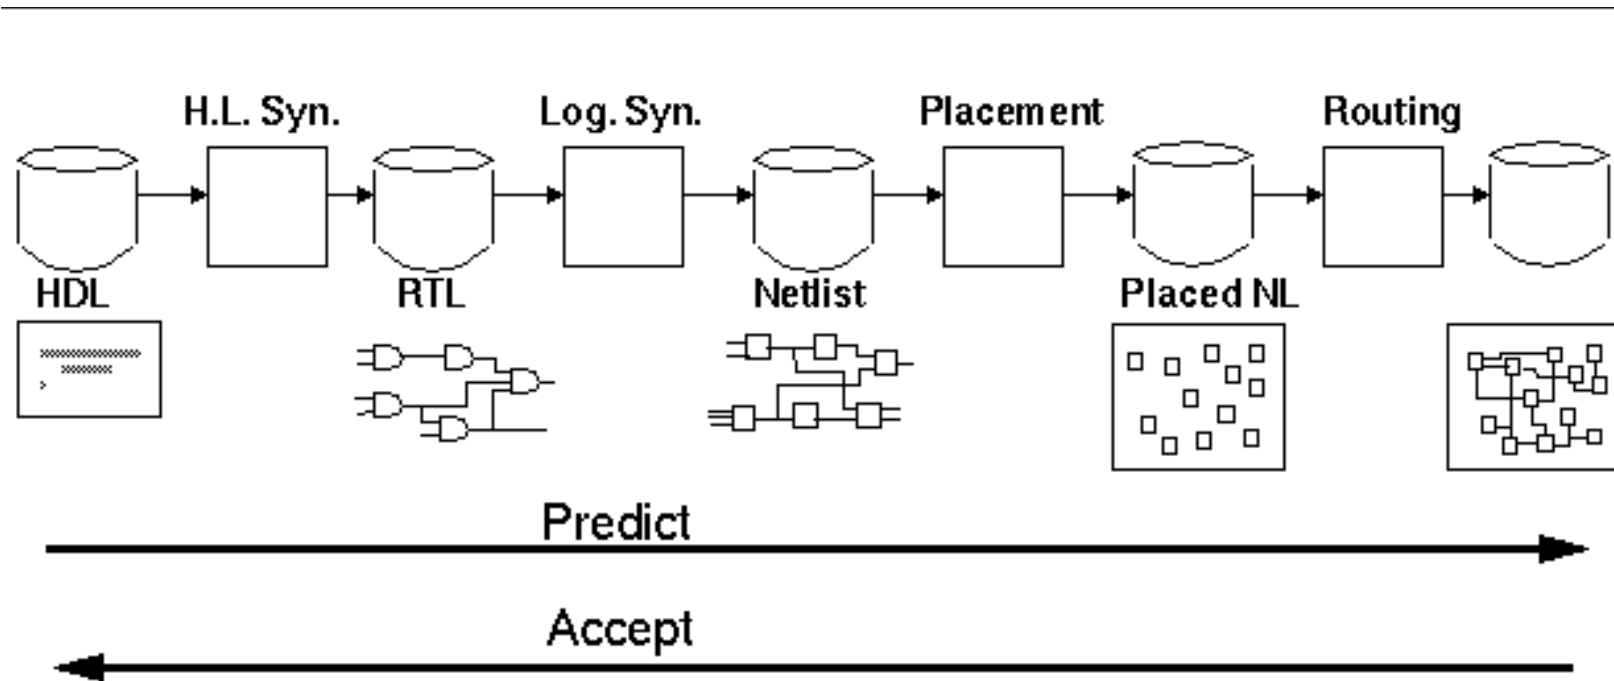 H.L. Syn.
Log. Syn.
Placement
Routing
HDL
RTL
Netlist
Placed NL
Predict
Accept